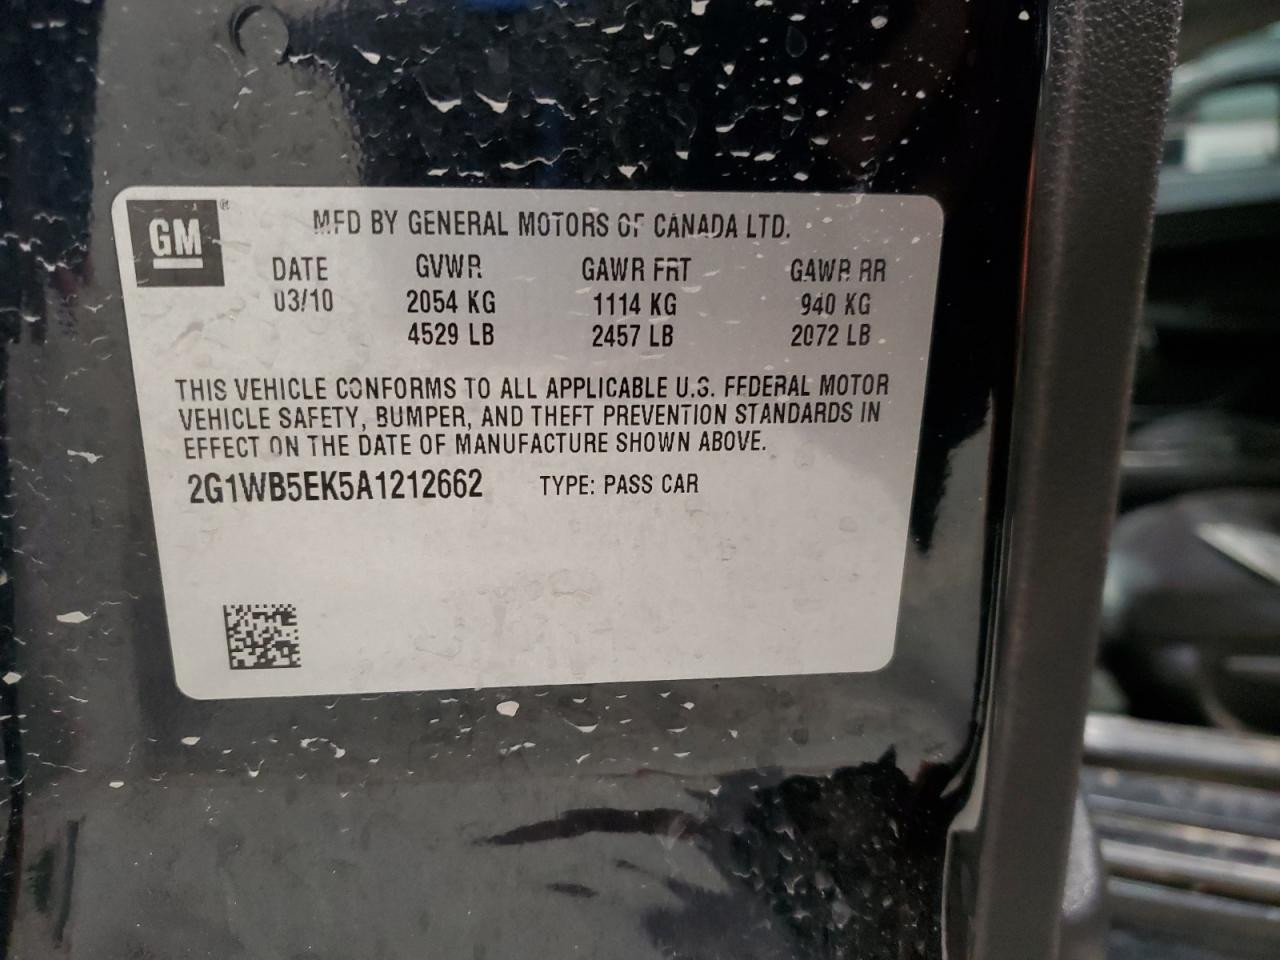 GM ® MFD BY GENERAL MOTORS OF CANADA LTD.
DATE GVWR GAWR FRT GAWR RR
03/10 2054 KG 1114 KG 940 KG
4529 LB 2457 LB 2072 LB
THIS VEHICLE CONFORMS TO ALL APPLICABLE U.S. FEDERAL MOTOR
VEHICLE SAFETY, BUMPER, AND THEFT PREVENTION STANDARDS IN
EFFECT ON THE DATE OF MANUFACTURE SHOWN ABOVE.
2G1WB5EK5A1212662 TYPE: PASS CAR